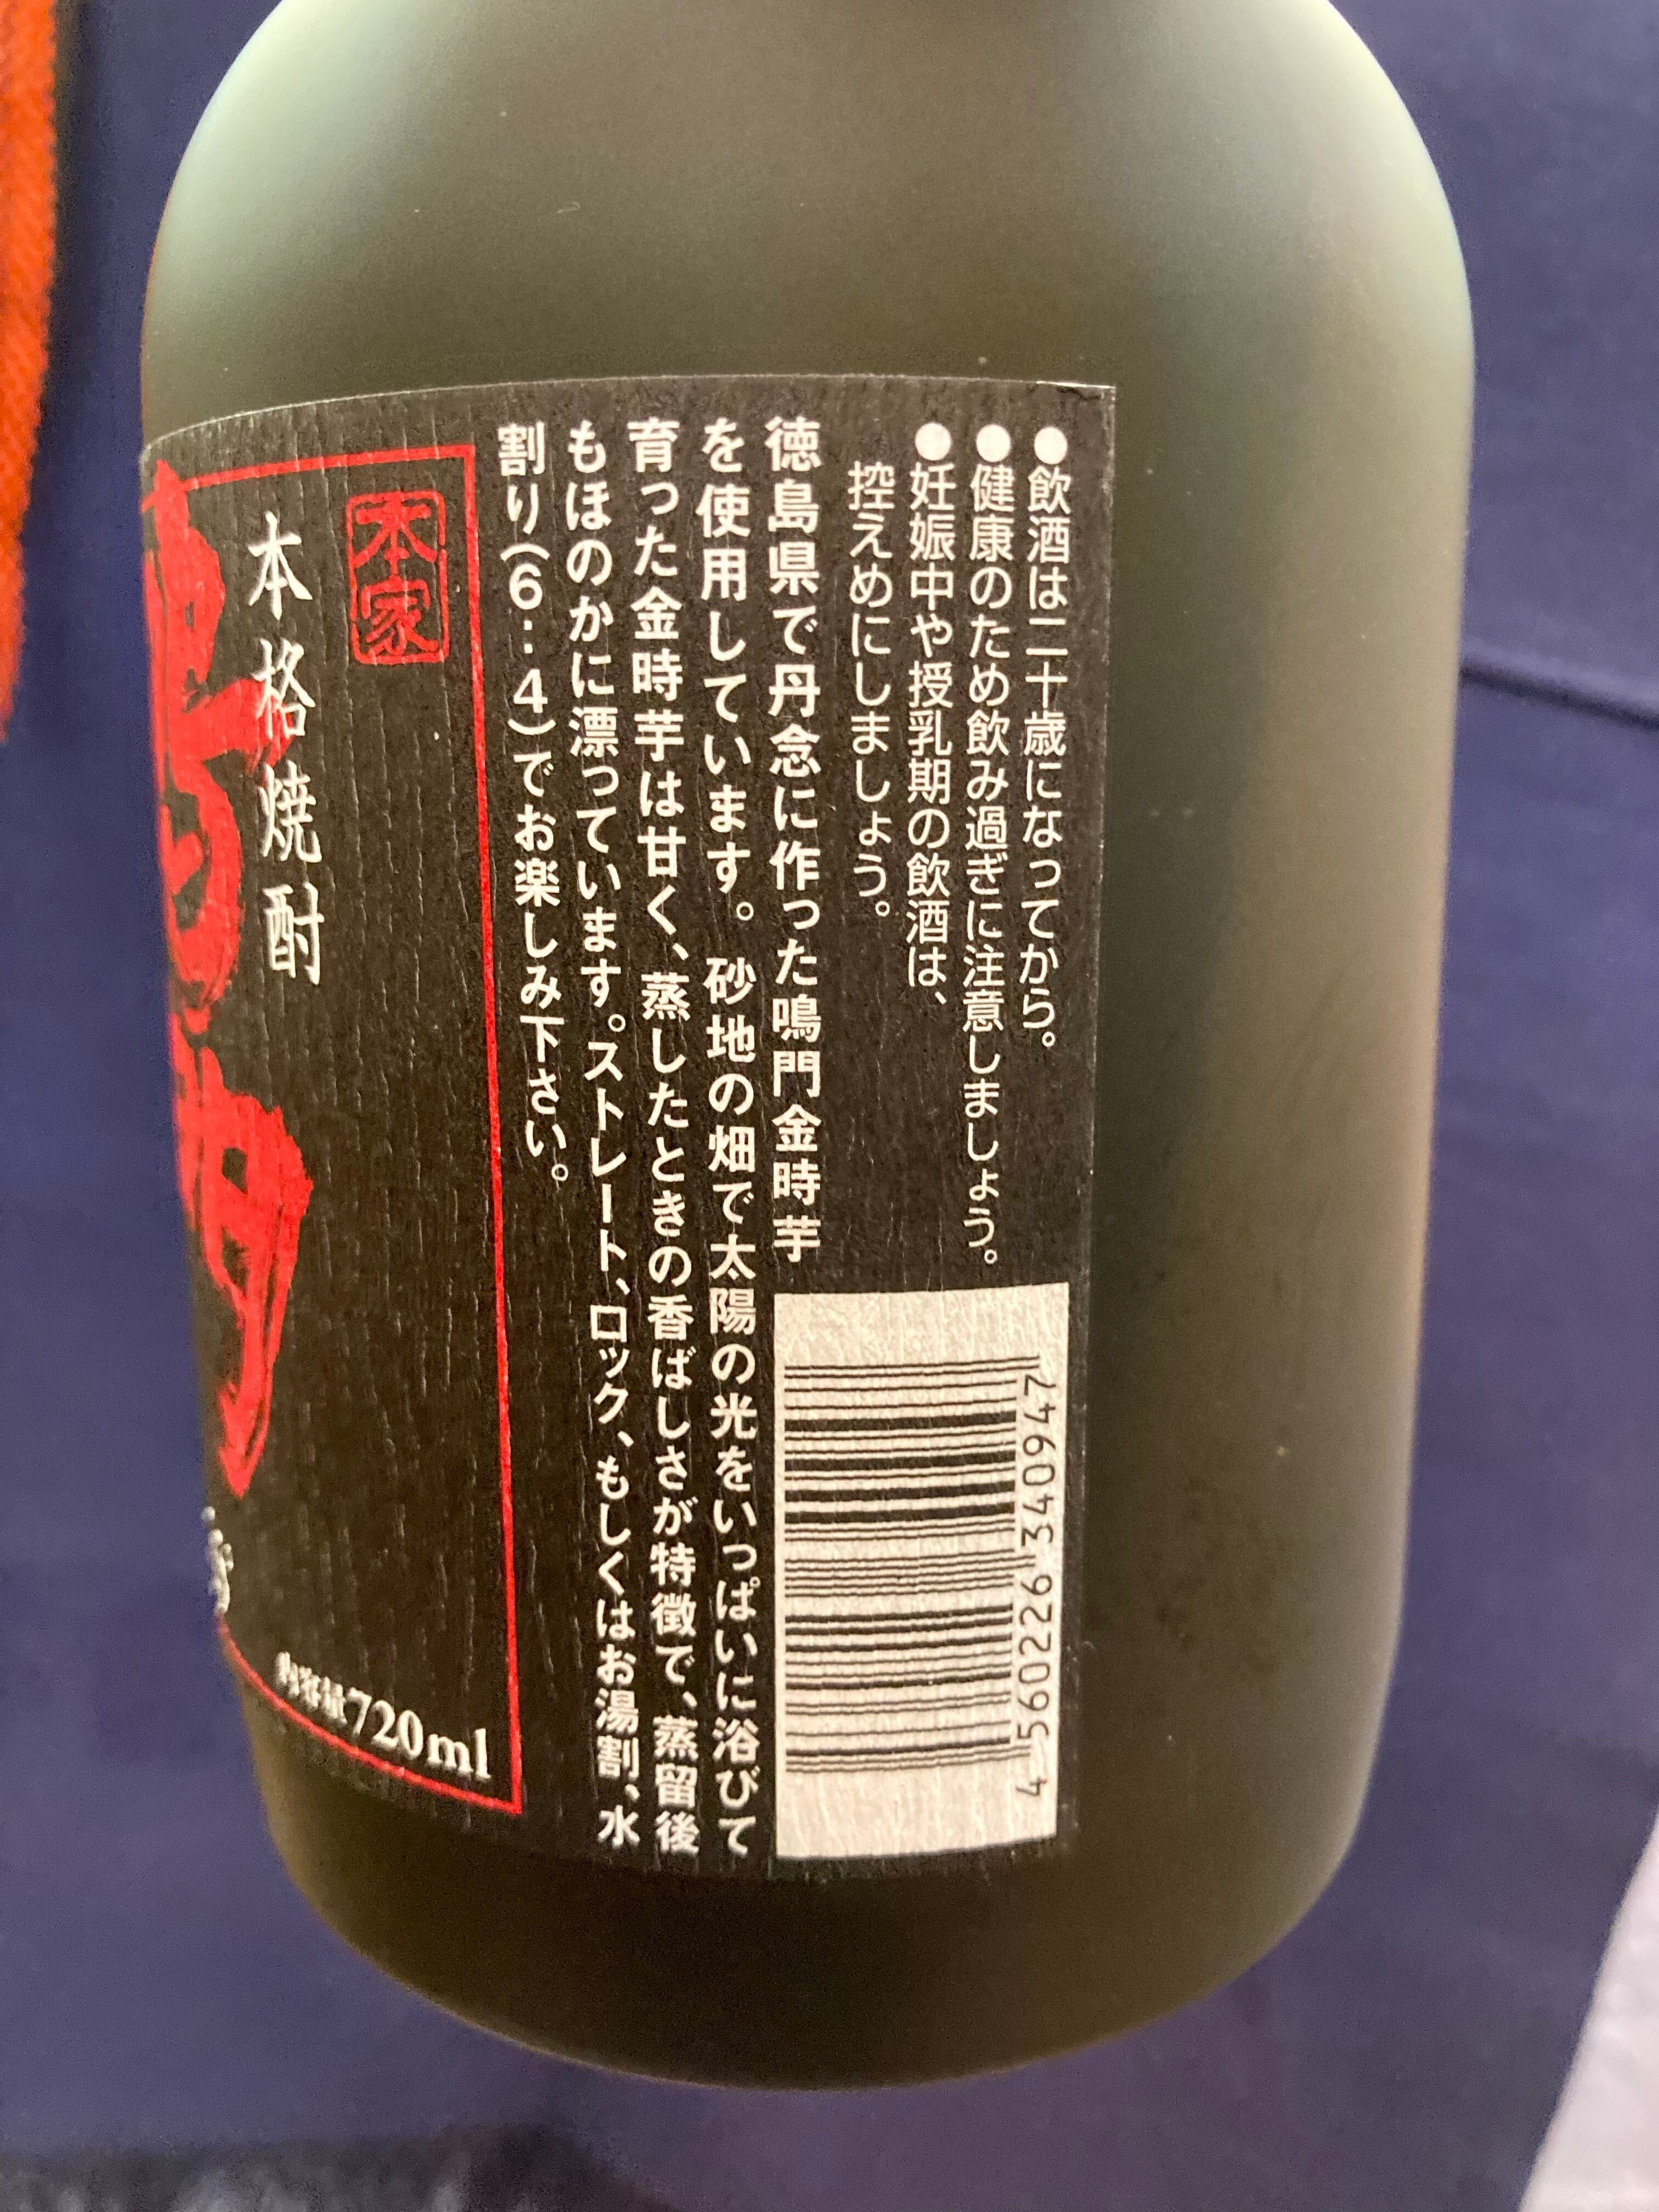 ●飲酒は二十歳になってから。
●健康のため飲み過ぎに注意しましょう。
●妊娠中や授乳期の飲酒は、
控えめにしましょう。
徳島県で丹念に作った鳴門金時芋
を使用しています。砂地の畑で太陽の光をいっぱいに浴びて
育った金時芋は甘く、蒸したときの香ばしさが特徴で、蒸留後
もほのかに漂っています。ストレート、ロック、もしくはお湯割、水
割り(6:4)でお楽しみ下さい。
4 560226 340947
本家
本格焼酎
内容量720ml